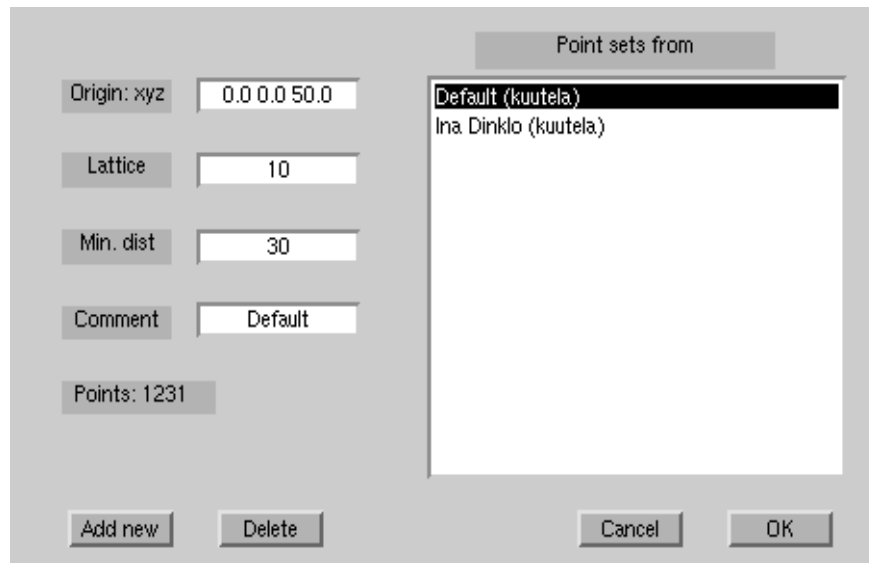 Point sets from
Origin: xyz 0.0 0.0 50.0
Lattice 10
Min. dist 30
Comment Default
Points: 1231
Default (kuutela)
Ina Dinklo (kuutela)
Add new Delete Cancel OK